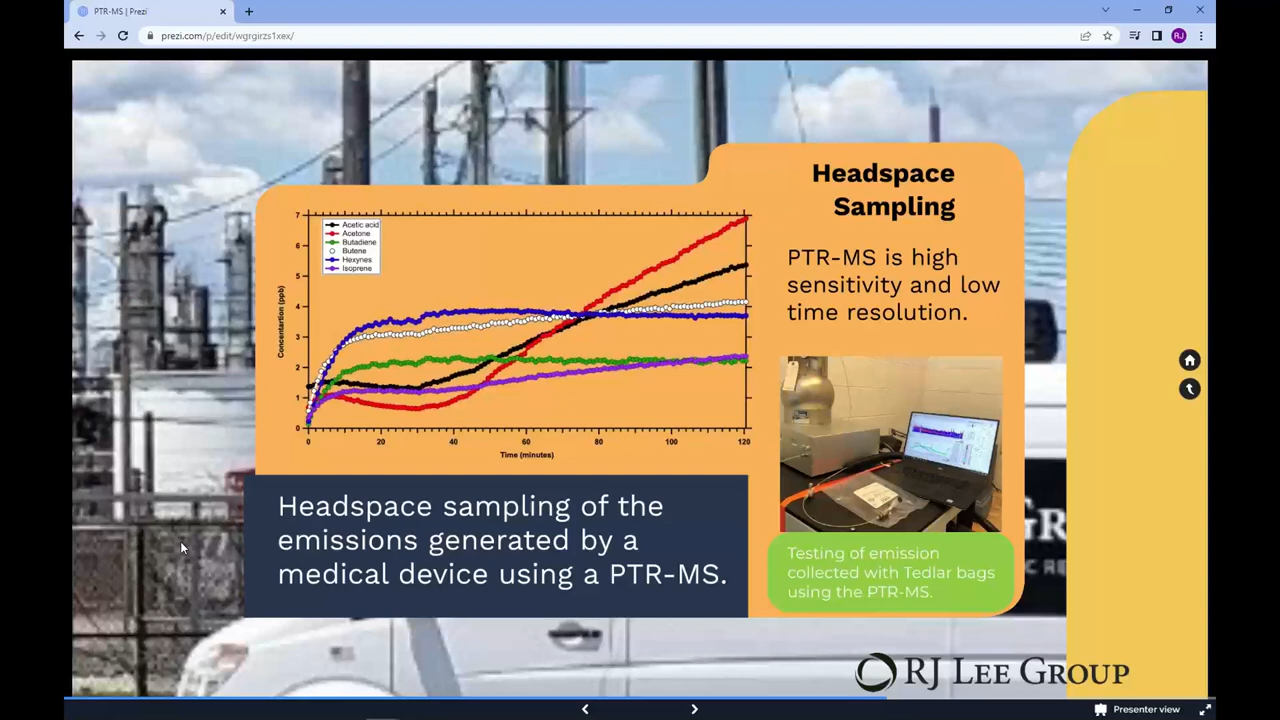 PTR-MS | Prezi
prezi.com/p/edit/wgrgirzs1xex/
RJ
Headspace
Sampling
PTR-MS is high
sensitivity and low
time resolution.
Acetic acid
Acetone
Butadiene
Butene
Hexynes
Isoprene
7
6
5
4
3
2
1
0
Concentartion (ppb)
0
20
40
60
80
100
120
Time (minutes)
Headspace sampling of the
emissions generated by a
medical device using a PTR-MS.
Testing of emission
collected with Tedlar bags
using the PTR-MS.
RJ LEE GROUP
Presenter view